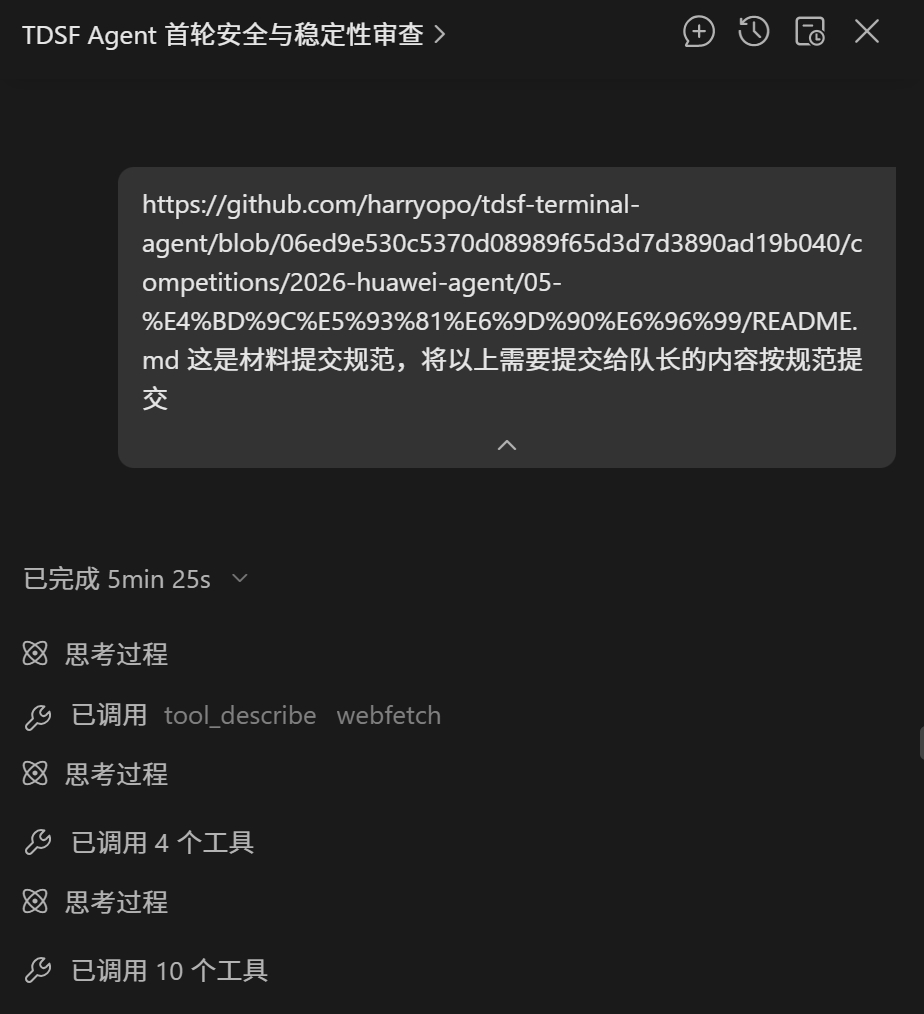 TDSF Agent 首轮安全与稳定性审查
https://github.com/harryopo/tdsf-terminal-
agent/blob/06ed9e530c5370d08989f65d3d7d3890ad19b040/c
ompetitions/2026-huawei-agent/05-
%E4%BD%9C%E5%93%81%E6%9D%90%E6%96%99/README.
md 这是材料提交规范，将以上需要提交给队长的内容按规范提
交
已完成 5min 25s
思考过程
已调用 tool_describe webfetch
思考过程
已调用 4 个工具
思考过程
已调用 10 个工具